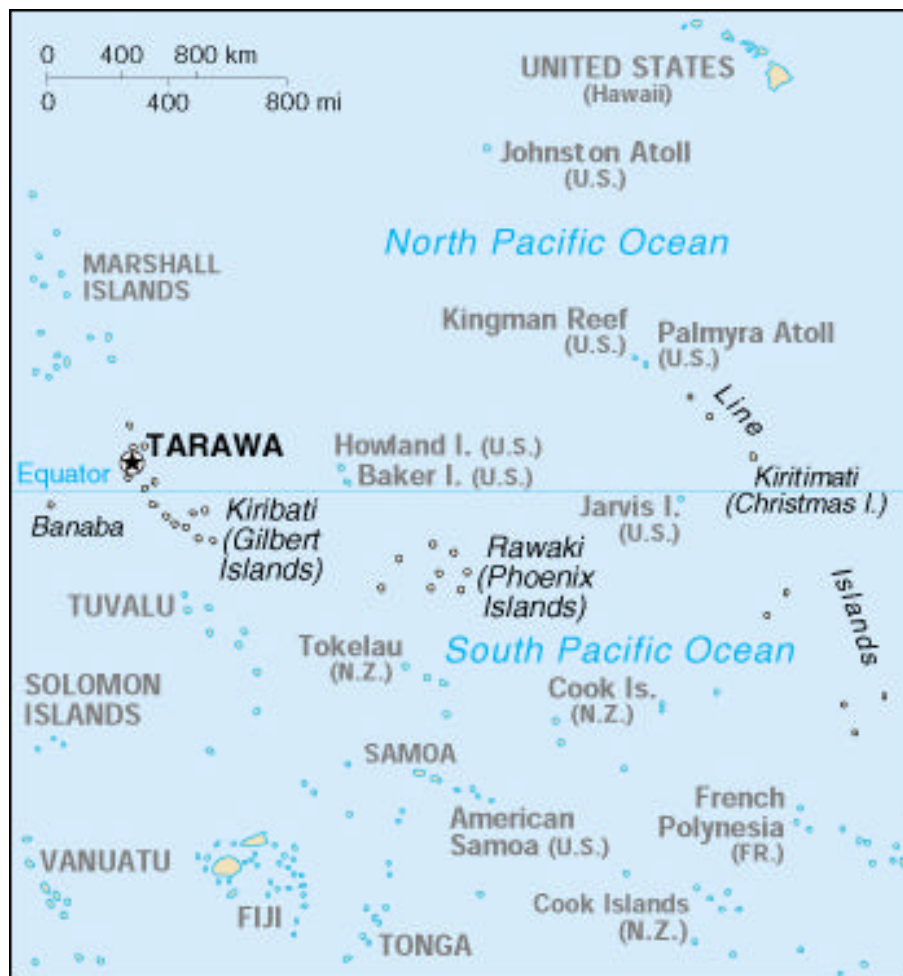 0 400 800 km
0 400 800 mi
UNITED STATES
(Hawaii)
Johnston Atoll
(U.S.)
North Pacific Ocean
MARSHALL
ISLANDS
Kingman Reef
(U.S.)
Palmyra Atoll
(U.S.)
Line
TARAWA
Howland I. (U.S.)
Equator
Baker I. (U.S.)
Kiritimati
(Christmas I.)
Jarvis I.
(U.S.)
Banaba
Kiribati
(Gilbert
Islands)
Rawaki
(Phoenix
Islands)
Islands
TUVALU
Tokelau
(N.Z.)
South Pacific Ocean
SOLOMON
ISLANDS
Cook Is.
(N.Z.)
SAMOA
American
Samoa (U.S.)
French
Polynesia
(FR.)
VANUATU
FIJI
TONGA
Cook Islands
(N.Z.)